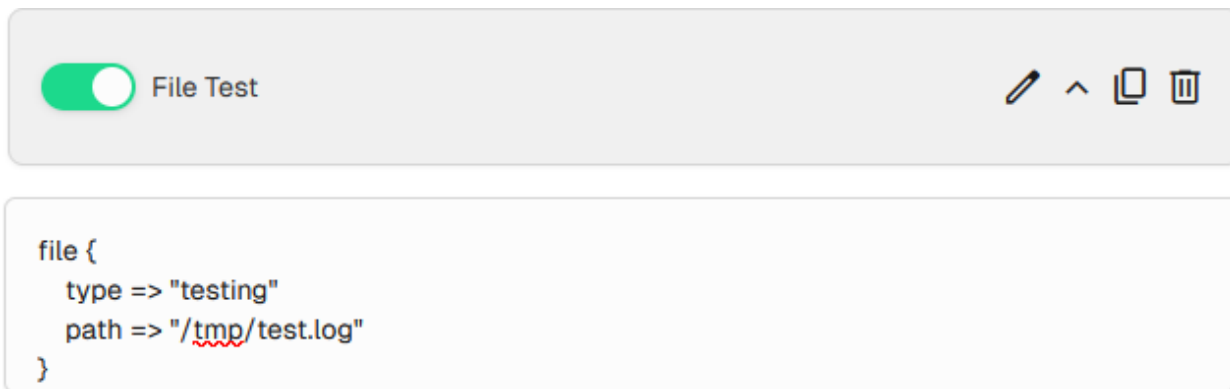 File Test
file {
    type => "testing"
    path => "/tmp/test.log"
}